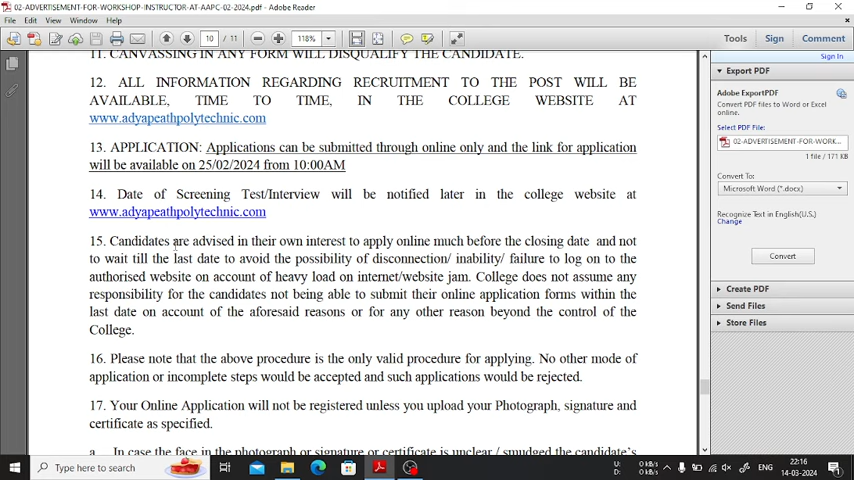 02-ADVERTISEMENT-FOR-WORKSHOP-INSTRUCTOR-AT-AAPC-02-2024.pdf - Adobe Reader
File Edit View Window Help
10 / 11 118% Tools Sign Comment
Sign In
11. CANVASSING IN ANY FORM WILL DISQUALIFY THE CANDIDATE.
12. ALL INFORMATION REGARDING RECRUITMENT TO THE POST WILL BE
AVAILABLE, TIME TO TIME, IN THE COLLEGE WEBSITE AT
www.adyapeathpolytechnic.com
13. APPLICATION: Applications can be submitted through online only and the link for application
will be available on 25/02/2024 from 10:00AM
14. Date of Screening Test/Interview will be notified later in the college website at
www.adyapeathpolytechnic.com
15. Candidates are advised in their own interest to apply online much before the closing date and not
to wait till the last date to avoid the possibility of disconnection/ inability/ failure to log on to the
authorised website on account of heavy load on internet/website jam. College does not assume any
responsibility for the candidates not being able to submit their online application forms within the
last date on account of the aforesaid reasons or for any other reason beyond the control of the
College.
16. Please note that the above procedure is the only valid procedure for applying. No other mode of
application or incomplete steps would be accepted and such applications would be rejected.
17. Your Online Application will not be registered unless you upload your Photograph, signature and
certificate as specified.
a. In case the face in the photograph or signature or certificate is unclear / smudged the candidate's
Export PDF
Adobe ExportPDF
Convert PDF files to Word or Excel
online.
Select PDF File:
02-ADVERTISEMENT-FOR-WORK...
1 file / 171 KB
Convert To:
Microsoft Word (*.docx)
Recognize Text in English(U.S.)
Change
Convert
Create PDF
Send Files
Store Files
Type here to search
U: 0 kB/s
D: 0 kB/s
ENG
22:16
14-03-2024
1